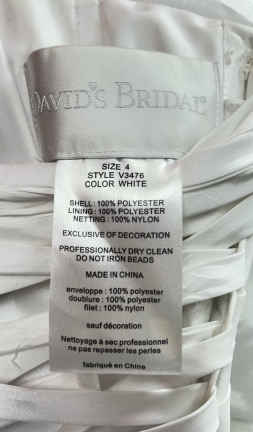 DAVID'S BRIDAL
SIZE 4
STYLE V3476
COLOR WHITE
SHELL: 100% POLYESTER
LINING: 100% POLYESTER
NETTING: 100% NYLON
EXCLUSIVE OF DECORATION
PROFESSIONALLY DRY CLEAN
DO NOT IRON BEADS
MADE IN CHINA
enveloppe : 100% polyester
doublure : 100% polyester
filet : 100% nylon
sauf décoration
Nettoyage à sec professionnel
ne pas repasser les perles
fabriqué en Chine